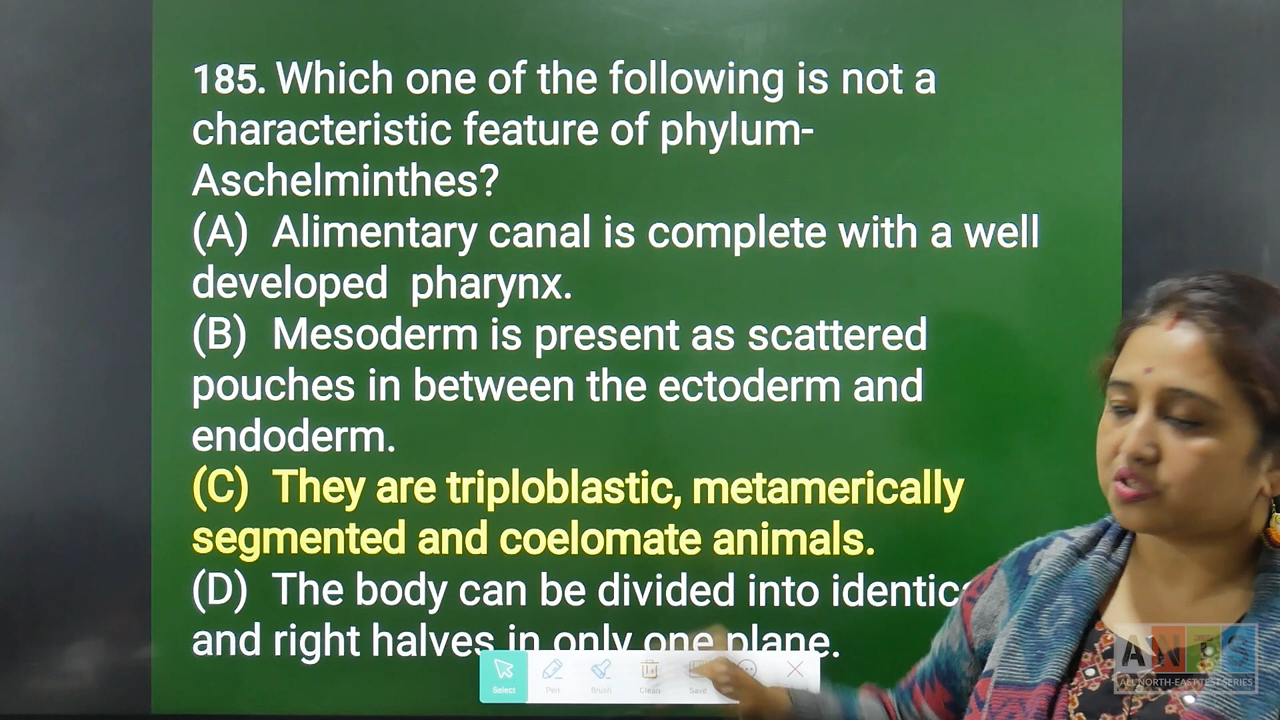 185. Which one of the following is not a
characteristic feature of phylum-
Aschelminthes?
(A) Alimentary canal is complete with a well
developed pharynx.
(B) Mesoderm is present as scattered
pouches in between the ectoderm and
endoderm.
(C) They are triploblastic, metamerically
segmented and coelomate animals.
(D) The body can be divided into
and right halves in only one plane.
Select
Pen
Brush
Clean
Save
ANTS
ALL NORTH-EAST TEST SERIES